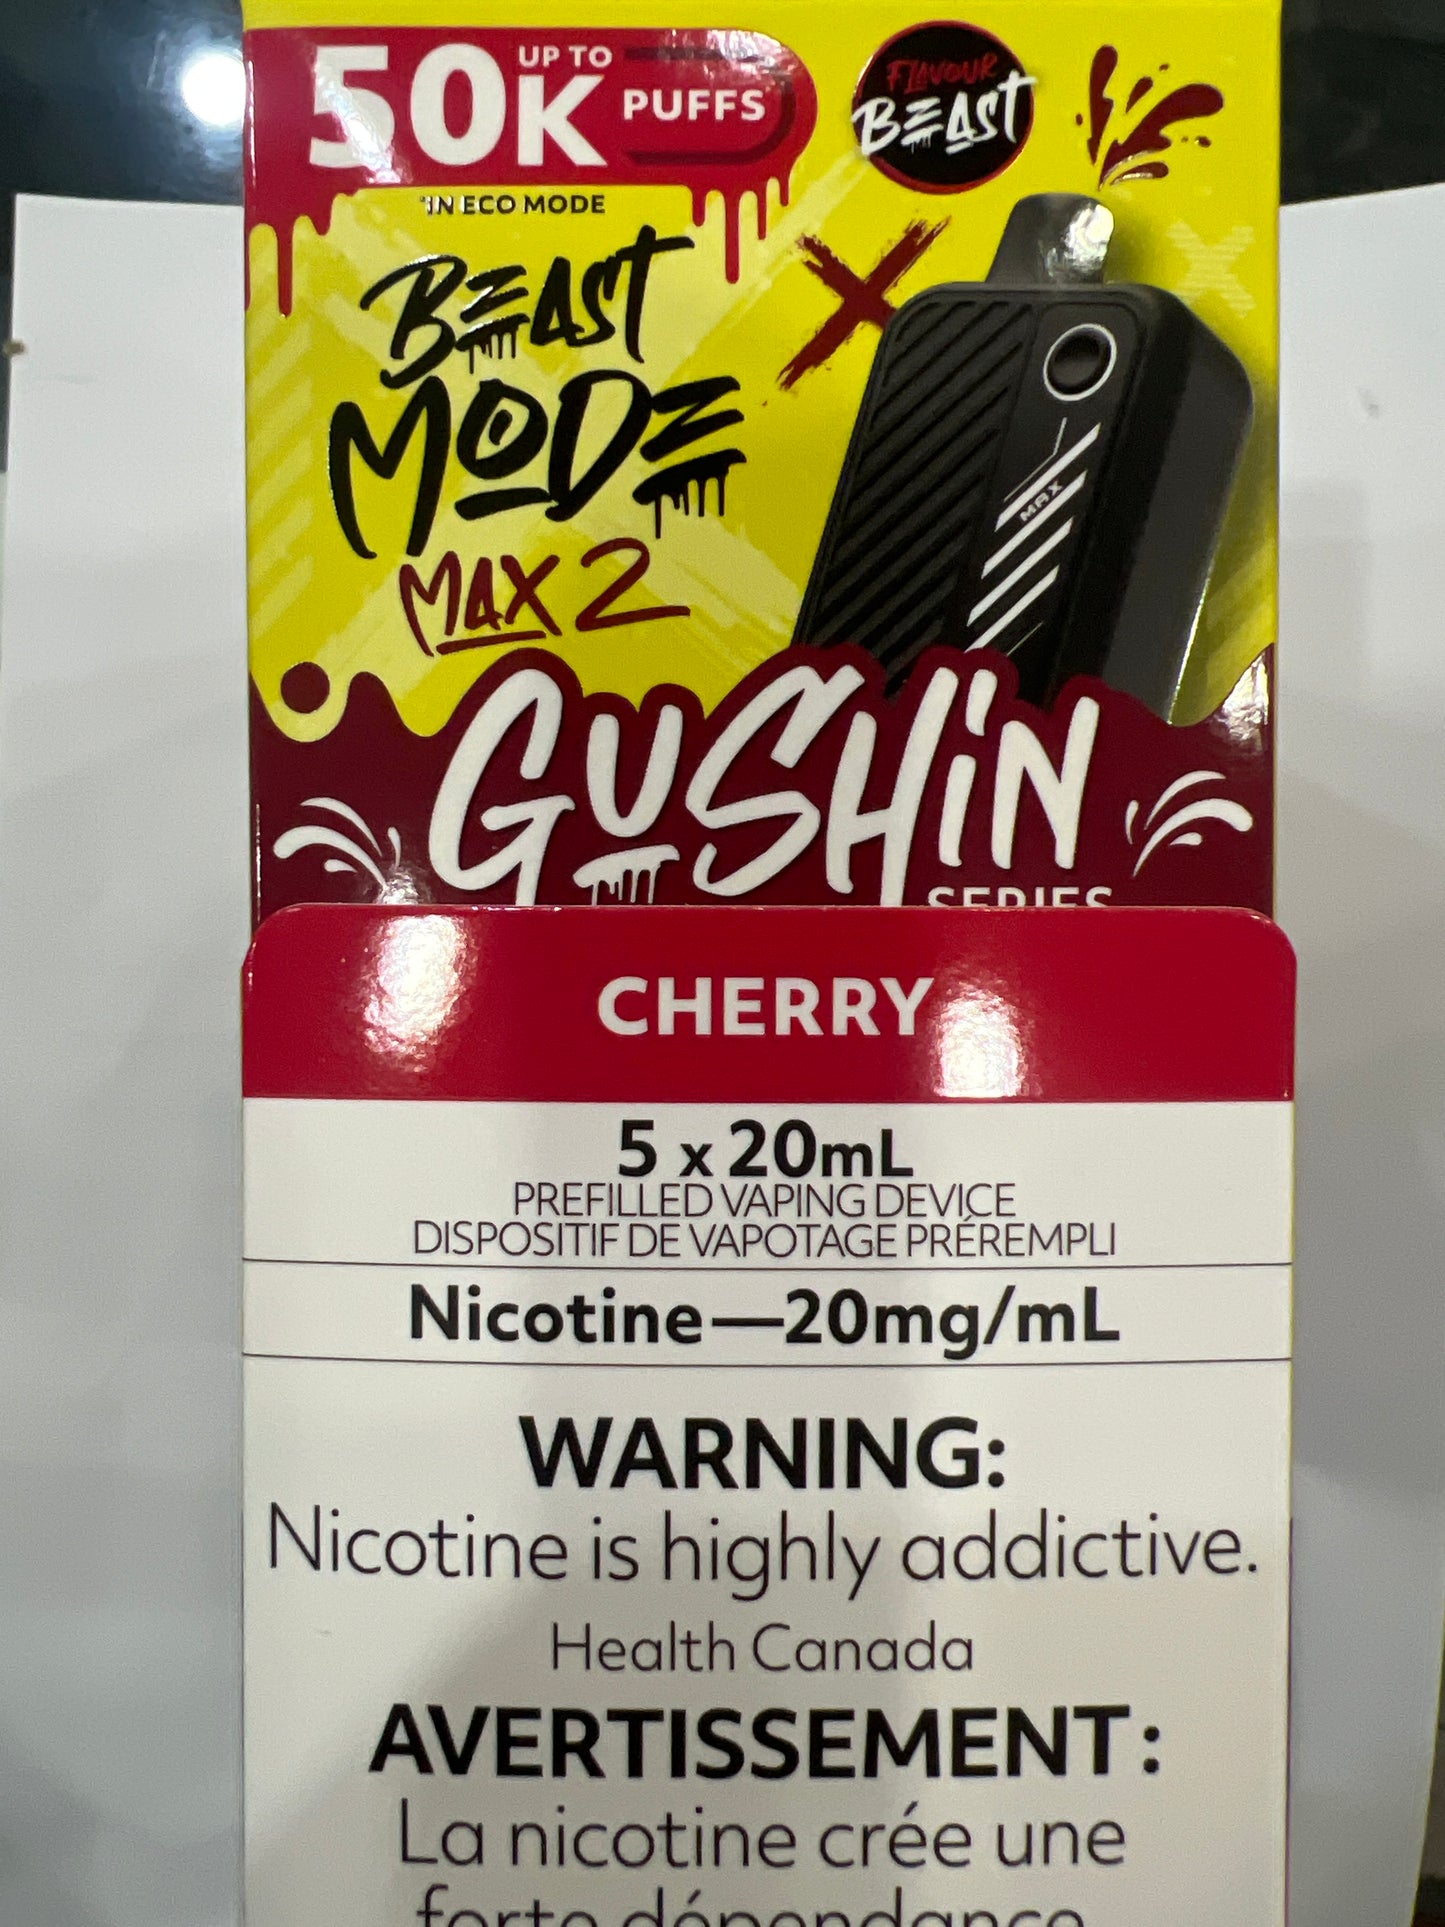 50K UP TO PUFFS
*IN ECO MODE
FLAVOUR
BEAST
BEAST
MODE
MAX 2
MAX
GUSHiN
SERIES
CHERRY
5 x 20mL
PREFILLED VAPING DEVICE
DISPOSITIF DE VAPOTAGE PRÉREMPLI
Nicotine—20mg/mL
WARNING:
Nicotine is highly addictive.
Health Canada
AVERTISSEMENT :
La nicotine crée une
forte dépendance.